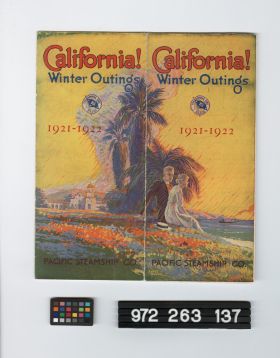 California!
Winter Outings
1921-1922
PACIFIC STEAMSHIP CO.
California!
Winter Outings
1921-1922
PACIFIC STEAMSHIP CO.
972 263 137